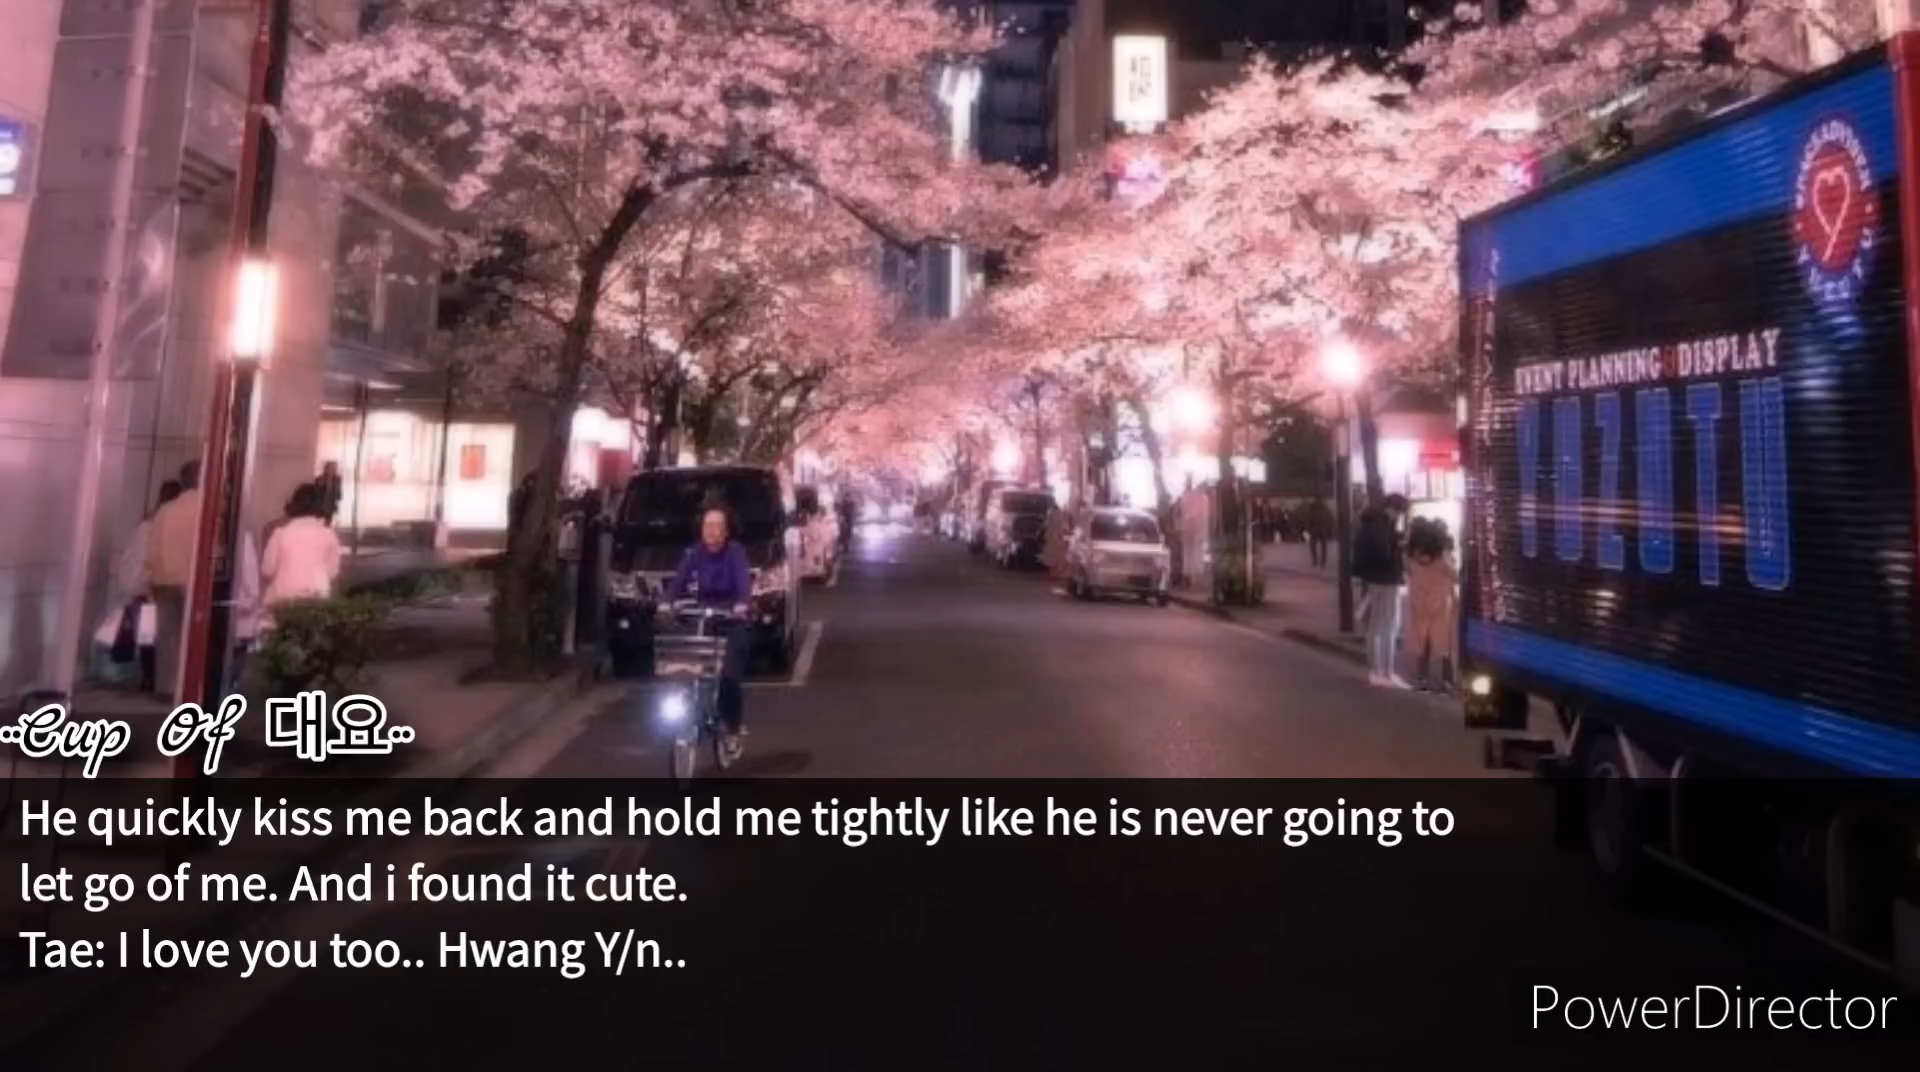 EVENT PLANNING&DISPLAY
YOZOTU
··Cup Of 대요··
He quickly kiss me back and hold me tightly like he is never going to
let go of me. And i found it cute.
Tae: I love you too.. Hwang Y/n..
PowerDirector